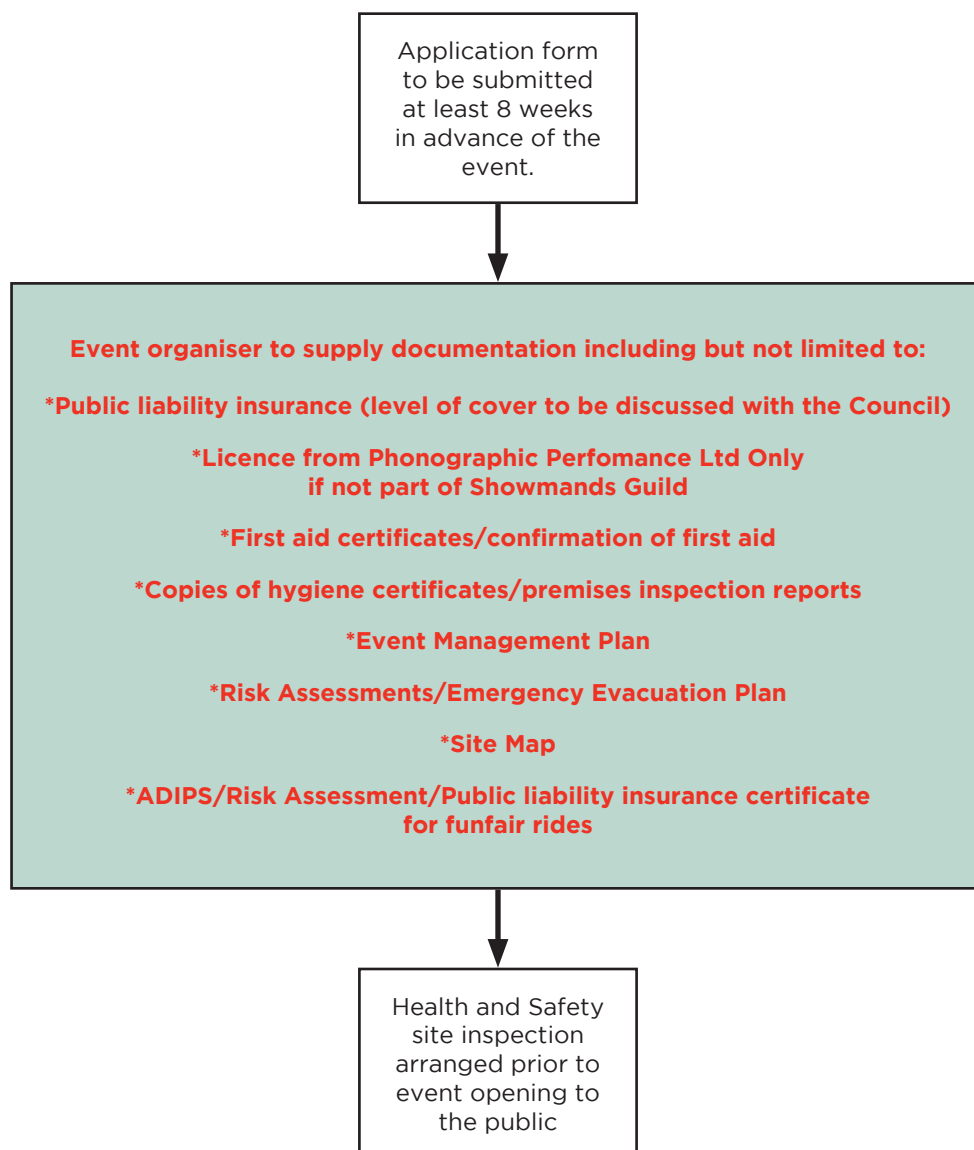 Application form
to be submitted
at least 8 weeks
in advance of the
event.
Event organiser to supply documentation including but not limited to:
*Public liability insurance (level of cover to be discussed with the Council)
*Licence from Phonographic Perfomance Ltd Only
if not part of Showmands Guild
*First aid certificates/confirmation of first aid
*Copies of hygiene certificates/premises inspection reports
*Event Management Plan
*Risk Assessments/Emergency Evacuation Plan
*Site Map
*ADIPS/Risk Assessment/Public liability insurance certificate
for funfair rides
Health and Safety
site inspection
arranged prior to
event opening to
the public